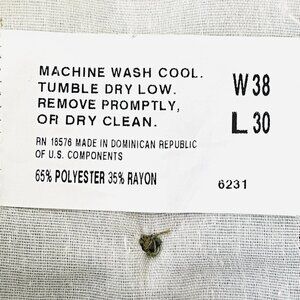 MACHINE WASH COOL.
TUMBLE DRY LOW.
REMOVE PROMPTLY,
OR DRY CLEAN.
W 38
L 30
RN 16576 MADE IN DOMINICAN REPUBLIC
OF U.S. COMPONENTS
65% POLYESTER 35% RAYON
6231